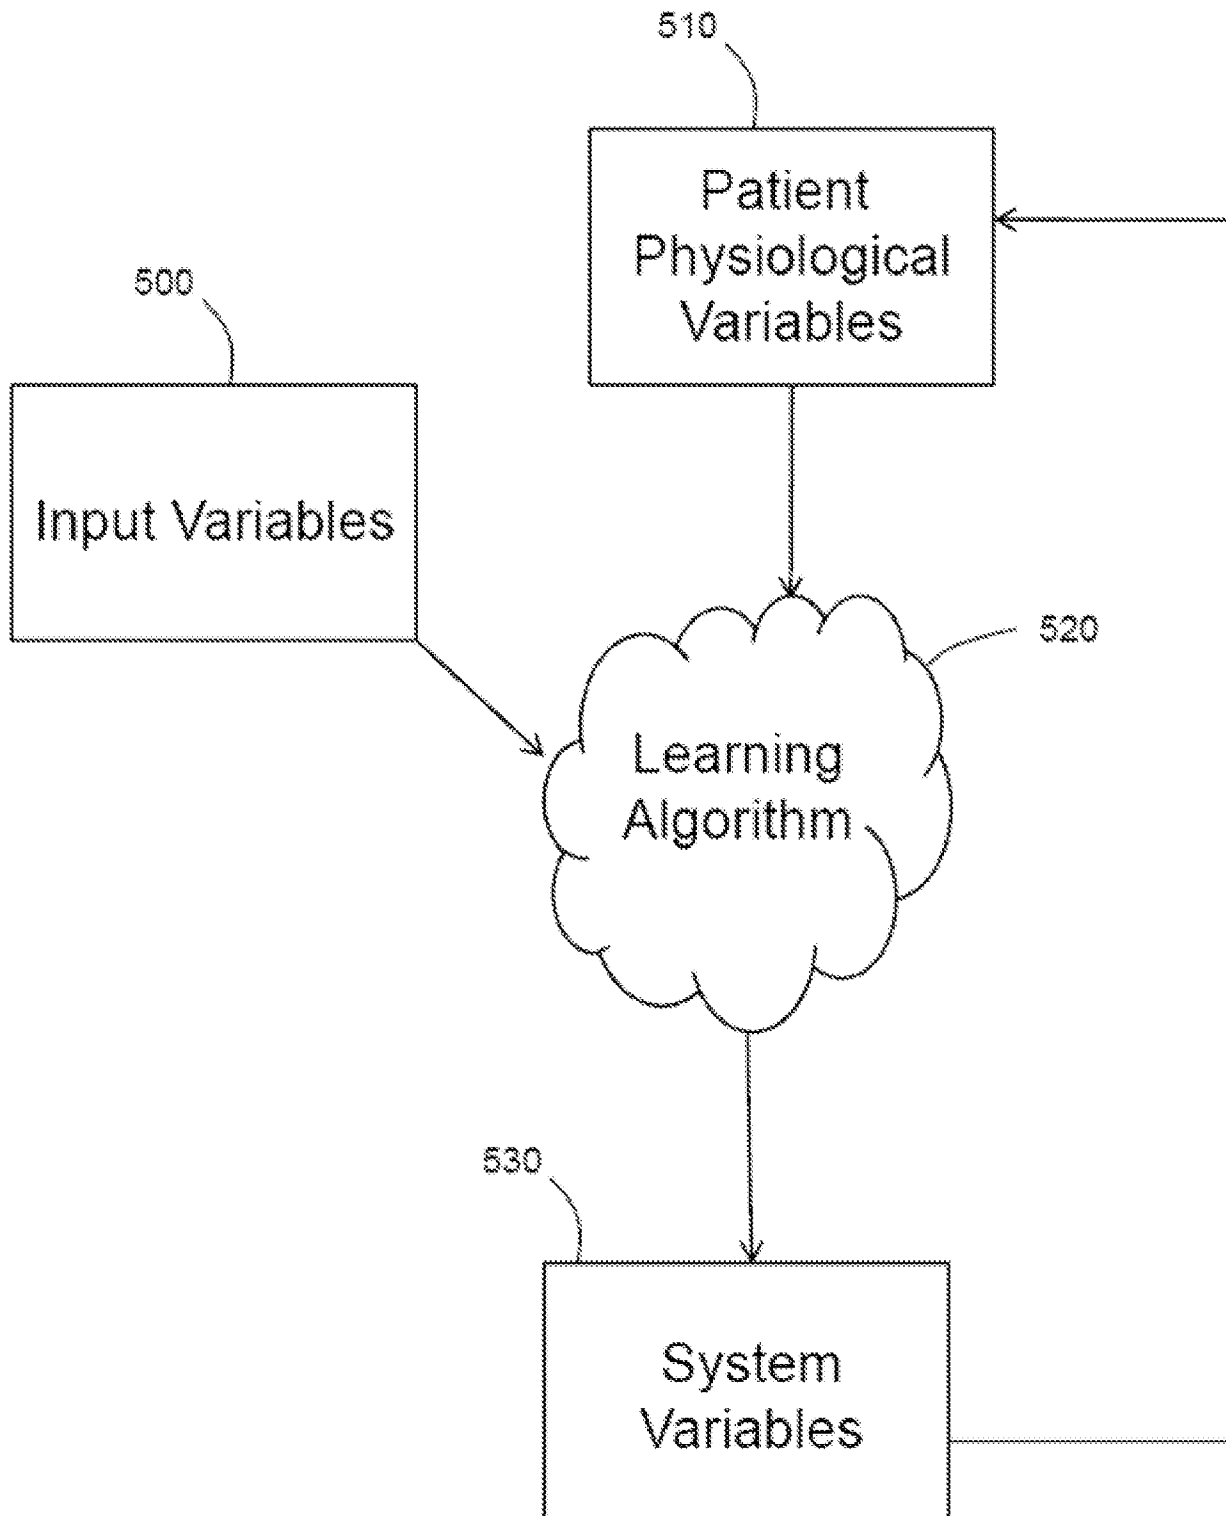 510
Patient
Physiological
Variables
500
Input Variables
520
Learning
Algorithm
530
System
Variables